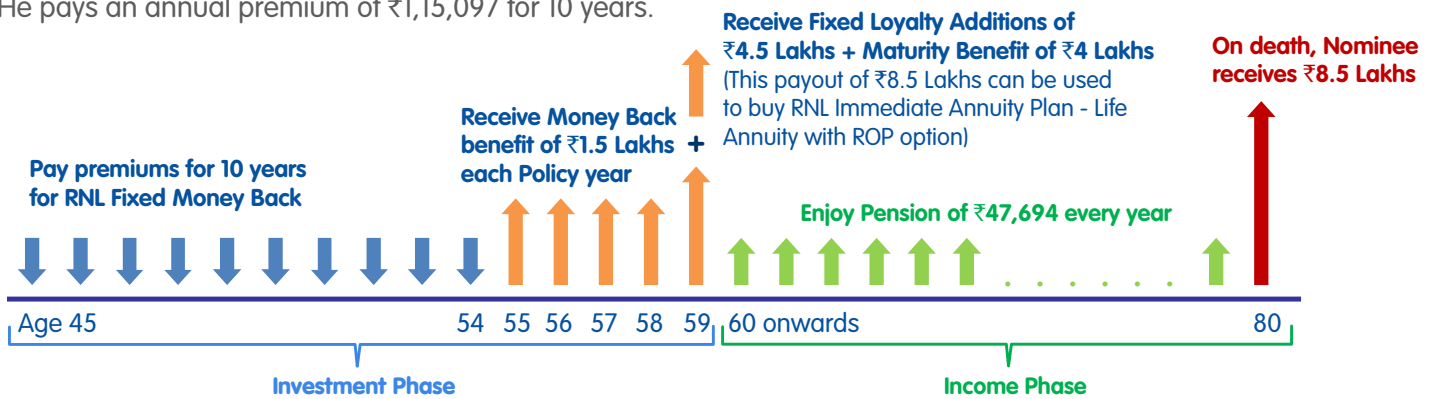 He pays an annual premium of ₹1,15,097 for 10 years.
Receive Fixed Loyalty Additions of
₹4.5 Lakhs + Maturity Benefit of ₹4 Lakhs
(This payout of ₹8.5 Lakhs can be used
to buy RNL Immediate Annuity Plan - Life
Annuity with ROP option)
On death, Nominee
receives ₹8.5 Lakhs
Receive Money Back
benefit of ₹1.5 Lakhs
each Policy year
+
Pay premiums for 10 years
for RNL Fixed Money Back
Enjoy Pension of ₹47,694 every year
Age 45 54 55 56 57 58 59 60 onwards 80
Investment Phase
Income Phase